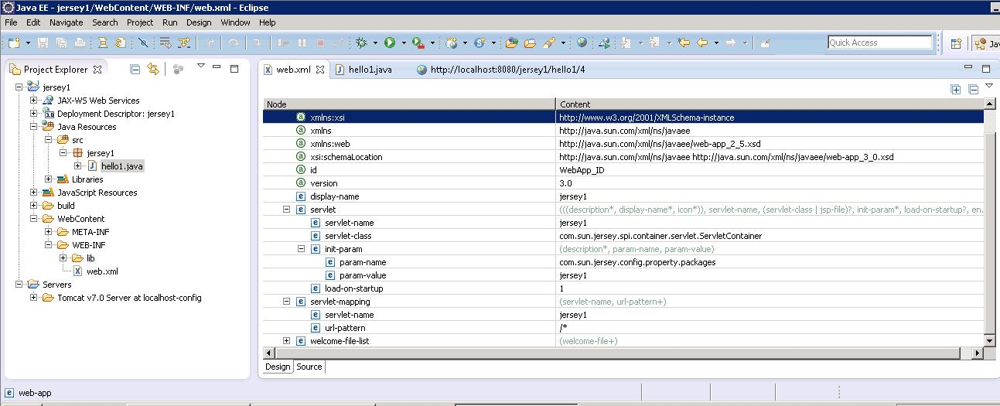 Java EE - jersey1/WebContent/WEB-INF/web.xml - Eclipse
File Edit Navigate Search Project Run Design Window Help
Quick Access
Jav
Project Explorer
web.xml
hello1.java
http://localhost:8080/jersey1/hello1/4
jersey1
JAX-WS Web Services
Deployment Descriptor: jersey1
Java Resources
src
jersey1
hello1.java
Libraries
JavaScript Resources
build
WebContent
META-INF
WEB-INF
lib
web.xml
Servers
Tomcat v7.0 Server at localhost-config
Node Content
xmlns:xsi http://www.w3.org/2001/XMLSchema-instance
xmlns http://java.sun.com/xml/ns/javaee
xmlns:web http://java.sun.com/xml/ns/javaee/web-app_2_5.xsd
xsi:schemaLocation http://java.sun.com/xml/ns/javaee http://java.sun.com/xml/ns/javaee/web-app_3_0.xsd
id WebApp_ID
version 3.0
display-name jersey1
servlet (((description*, display-name*, icon*)), servlet-name, (servlet-class | jsp-file)?, init-param*, load-on-startup?, en.
servlet-name jersey1
servlet-class com.sun.jersey.spi.container.servlet.ServletContainer
init-param (description*, param-name, param-value)
param-name com.sun.jersey.config.property.packages
param-value jersey1
load-on-startup 1
servlet-mapping (servlet-name, url-pattern+)
servlet-name jersey1
url-pattern /*
welcome-file-list (welcome-file+)
Design Source
web-app